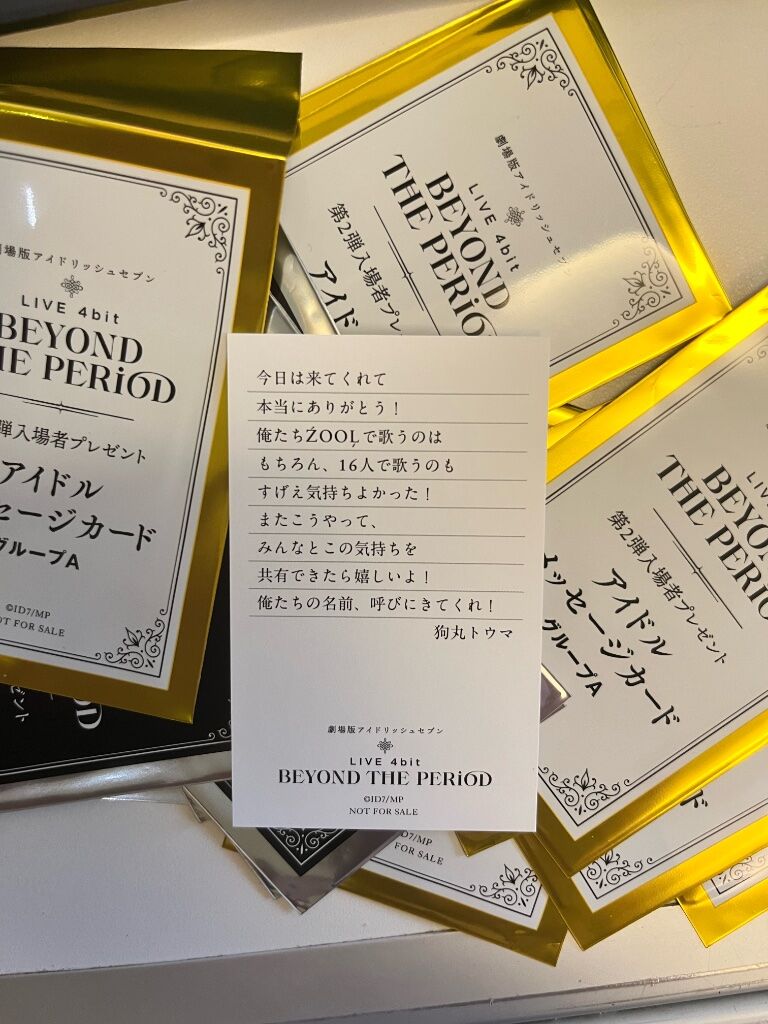 今日は来てくれて
本当にありがとう！
俺たちŹOOĻで歌うのは
もちろん、16人で歌うのも
すげえ気持ちよかった！
またこうやって、
みんなとこの気持ちを
共有できたら嬉しいよ！
俺たちの名前、呼びにきてくれ！
狗丸トウマ
劇場版アイドリッシュセブン
LIVE 4bit
BEYOND THE PERiOD
©ID7/MP
NOT FOR SALE
場版アイドリッシュセブン
LIVE 4bit
BEYOND
HE PERiOD
弾入場者プレゼント
アイドル
セージカード
グループA
©ID7/MP
NOT FOR SALE
劇場版アイドリッシュセブン
LIVE 4bit
BEYOND
THE PERiO
第2弾入場者プレゼント
アイド
BEYO
THE PERi
第2弾入場者プレゼント
アイドル
メッセージカード
グループA
ント
D7/MP
FOR SALE
ド